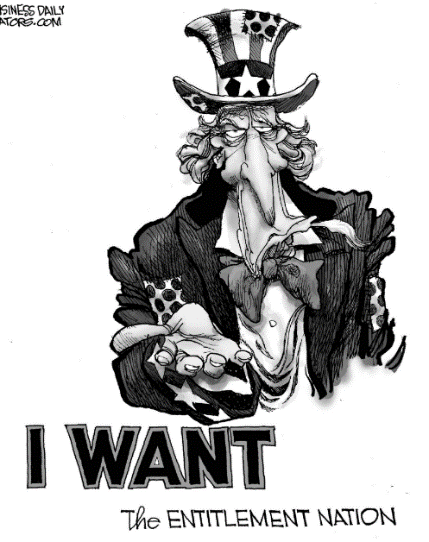 DAILY
I WANT
The ENTITLEMENT NATION